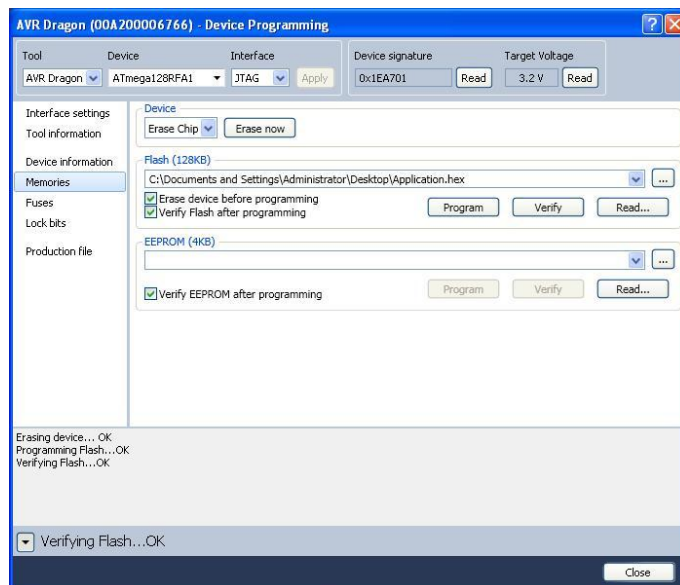 AVR Dragon (00A200006766) - Device Programming
Tool Device Interface Device signature Target Voltage
AVR Dragon ATmega128RFA1 JTAG Apply 0x1EA701 Read 3.2 V Read
Interface settings
Tool information
Device information
Memories
Fuses
Lock bits
Production file
Device
Erase Chip Erase now
Flash (128KB)
C:\Documents and Settings\Administrator\Desktop\Application.hex ...
Erase device before programming
Verify Flash after programming
Program Verify Read...
EEPROM (4KB)
...
Verify EEPROM after programming
Program Verify Read...
Erasing device... OK
Programming Flash...OK
Verifying Flash...OK
Verifying Flash...OK
Close